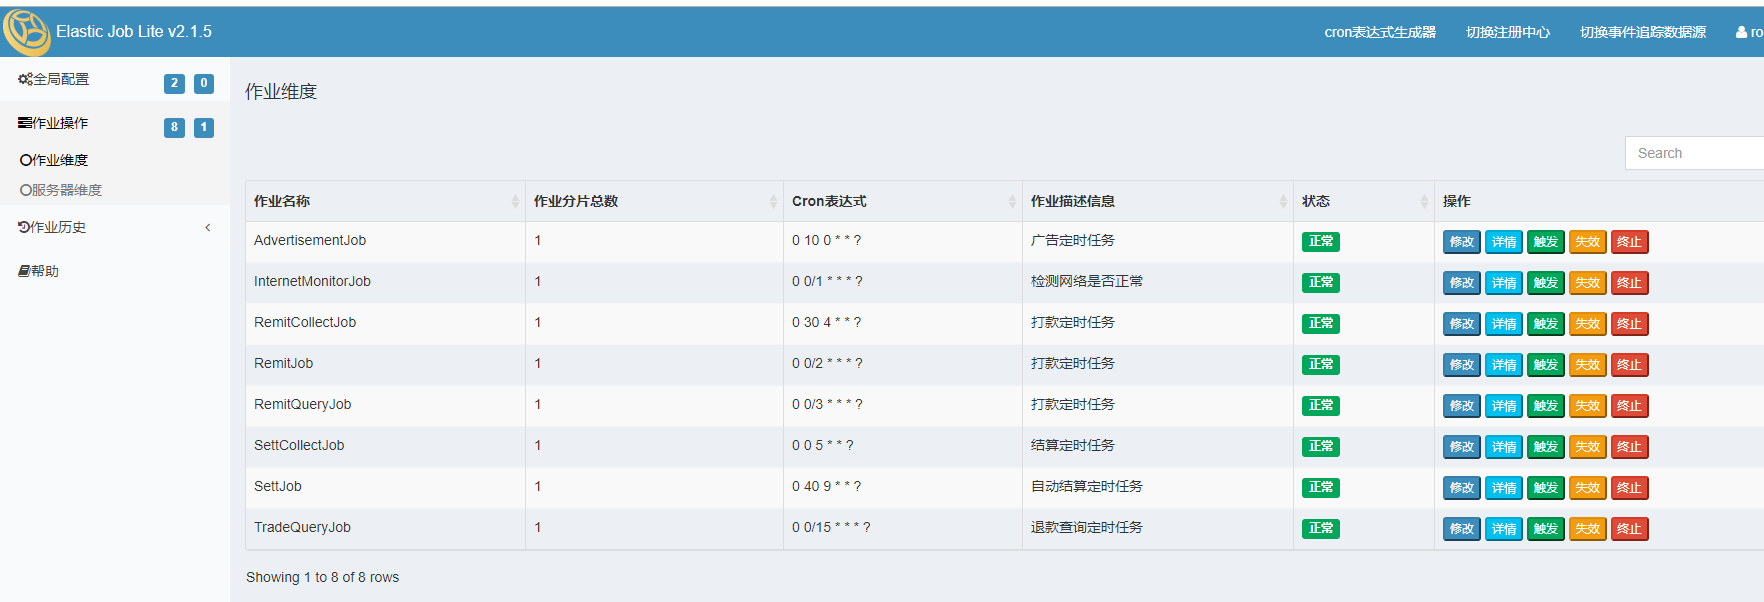 Elastic Job Lite v2.1.5 cron表达式生成器 切换注册中心 切换事件追踪数据源 ro
全局配置 2 0
作业操作 8 1
作业维度
服务器维度
作业历史
帮助
作业维度
Search
作业名称 作业分片总数 Cron表达式 作业描述信息 状态 操作
AdvertisementJob 1 0 10 0 * * ? 广告定时任务 正常 修改 详情 触发 失效 终止
InternetMonitorJob 1 0 0/1 * * * ? 检测网络是否正常 正常 修改 详情 触发 失效 终止
RemitCollectJob 1 0 30 4 * * ? 打款定时任务 正常 修改 详情 触发 失效 终止
RemitJob 1 0 0/2 * * * ? 打款定时任务 正常 修改 详情 触发 失效 终止
RemitQueryJob 1 0 0/3 * * * ? 打款定时任务 正常 修改 详情 触发 失效 终止
SettCollectJob 1 0 0 5 * * ? 结算定时任务 正常 修改 详情 触发 失效 终止
SettJob 1 0 40 9 * * ? 自动结算定时任务 正常 修改 详情 触发 失效 终止
TradeQueryJob 1 0 0/15 * * * ? 退款查询定时任务 正常 修改 详情 触发 失效 终止
Showing 1 to 8 of 8 rows